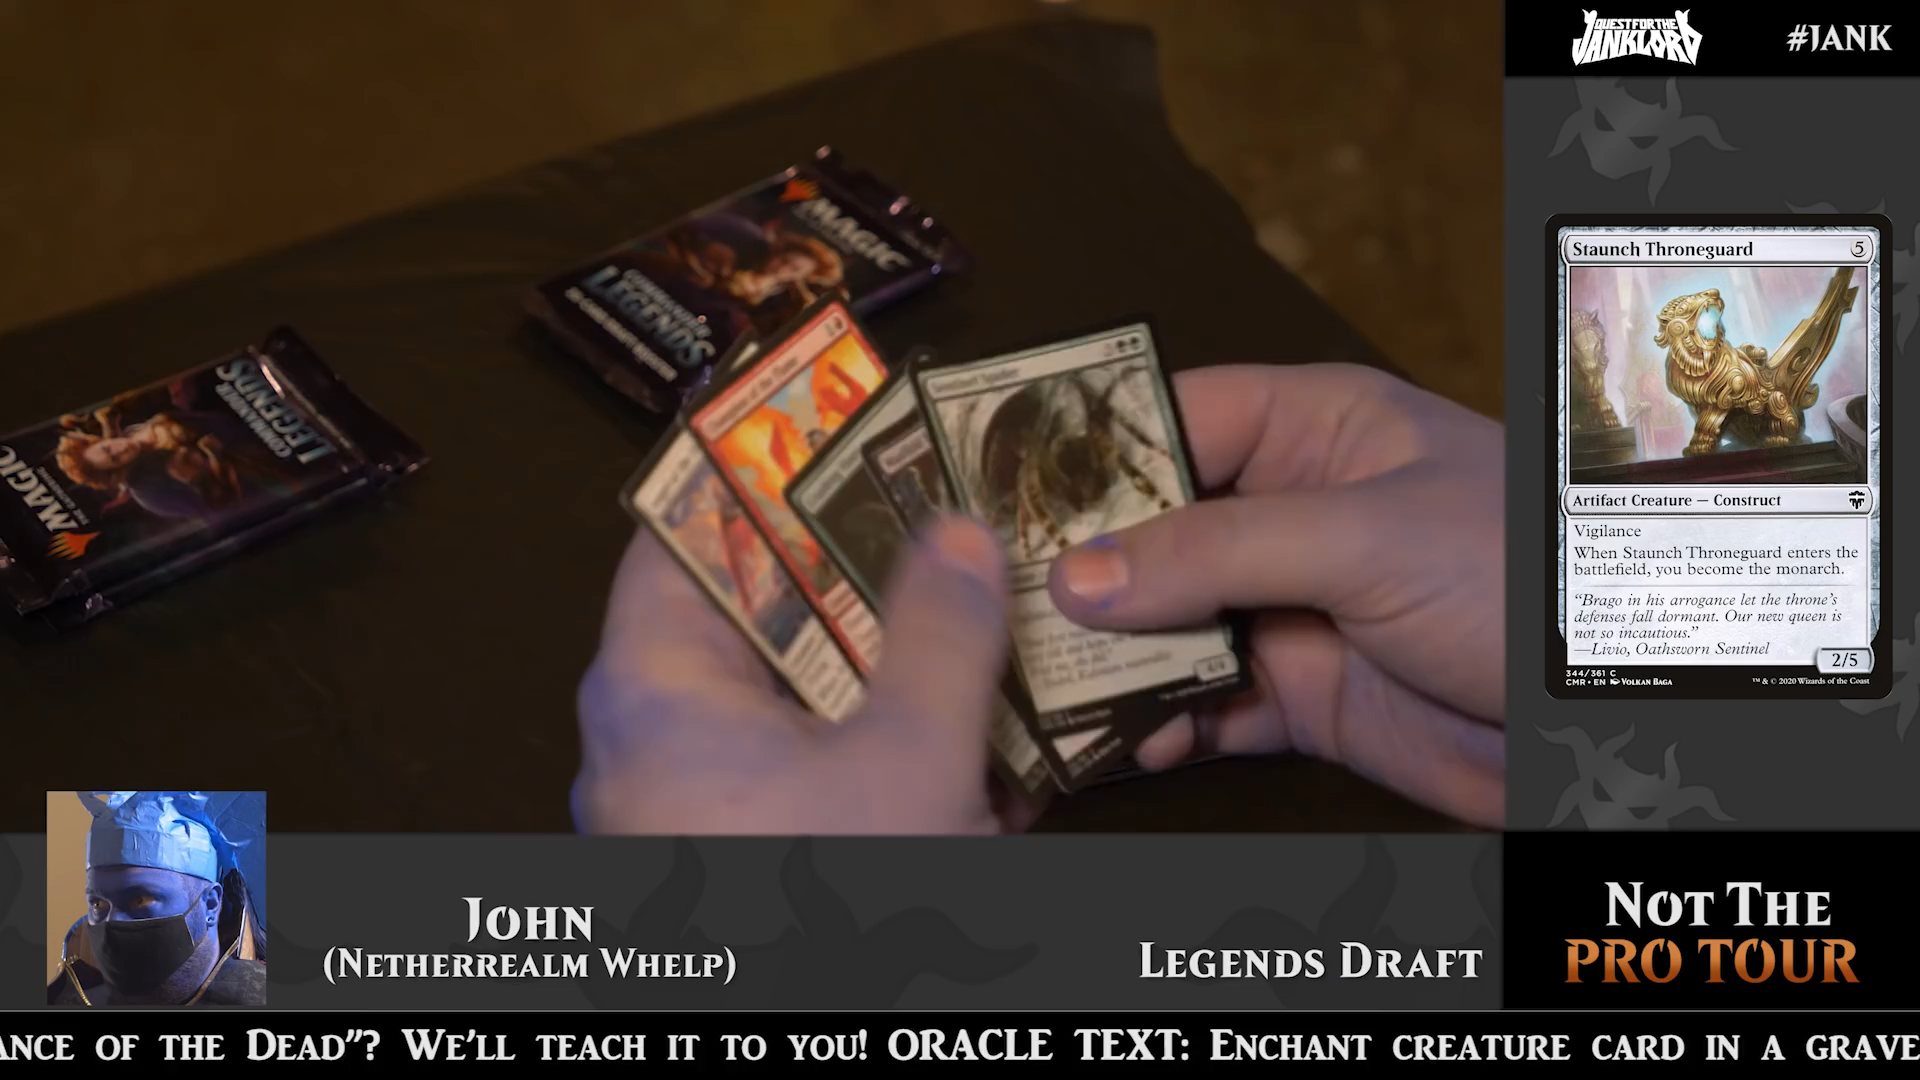 QUEST FOR THE
JANKLORD
#JANK
Staunch Throneguard 5
Artifact Creature — Construct
Vigilance
When Staunch Throneguard enters the
battlefield, you become the monarch.
"Brago in his arrogance let the throne's
defenses fall dormant. Our new queen is
not so incautious."
—Livio, Oathsworn Sentinel
2/5
344/361 C
CMR • EN VOLKAN BAGA
™ & © 2020 Wizards of the Coast
MAGIC
COMMANDER
LEGENDS
COMMANDER
LEGENDS
MAGIC
John
(Netherrealm Whelp)
Legends Draft
Not The
Pro Tour
ance of the Dead"? We'll teach it to you! ORACLE TEXT: Enchant creature card in a grave